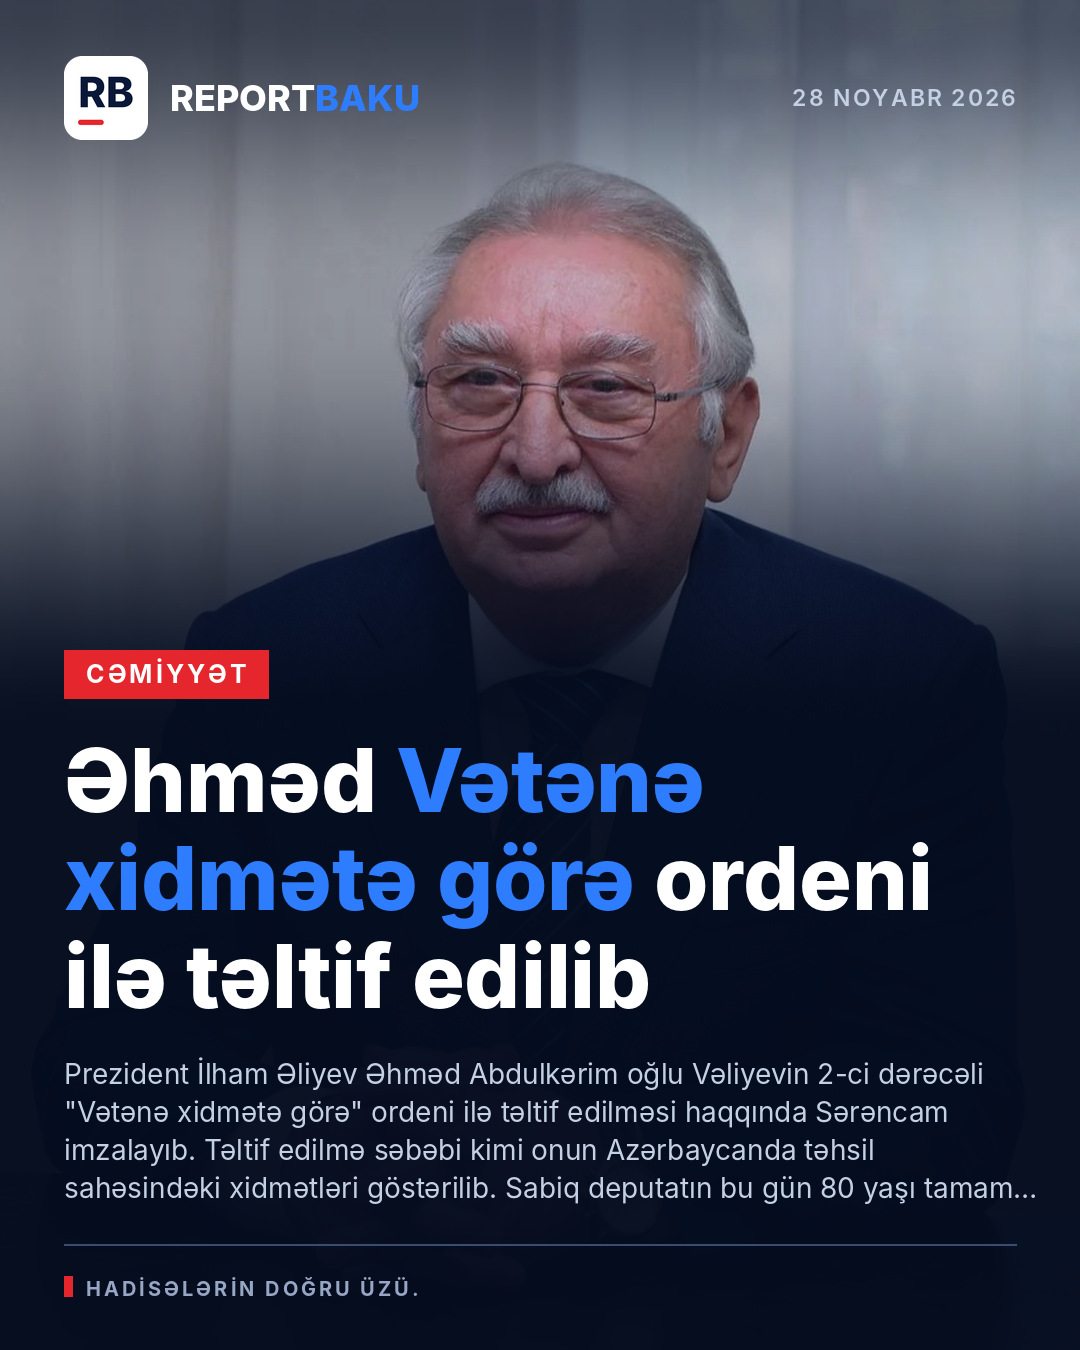 RB
REPORTBAKU
28 NOYABR 2026
CƏMİYYƏT
Əhməd Vətənə
xidmətə görə ordeni
ilə təltif edilib
Prezident İlham Əliyev Əhməd Abdulkərim oğlu Vəliyevin 2-ci dərəcəli
"Vətənə xidmətə görə" ordeni ilə təltif edilməsi haqqında Sərəncam
imzalayıb. Təltif edilmə səbəbi kimi onun Azərbaycanda təhsil
sahəsindəki xidmətləri göstərilib. Sabiq deputatın bu gün 80 yaşı tamam...
HADİSƏLƏRİN DOĞRU ÜZÜ.